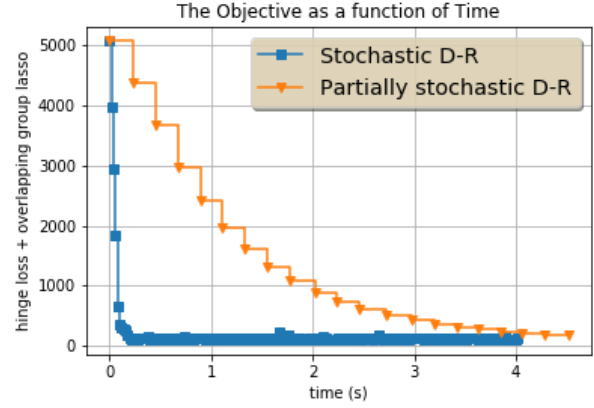 The Objective as a function of Time
Stochastic D-R
Partially stochastic D-R
hinge loss + overlapping group lasso
5000
4000
3000
2000
1000
0
0
1
2
3
4
time (s)